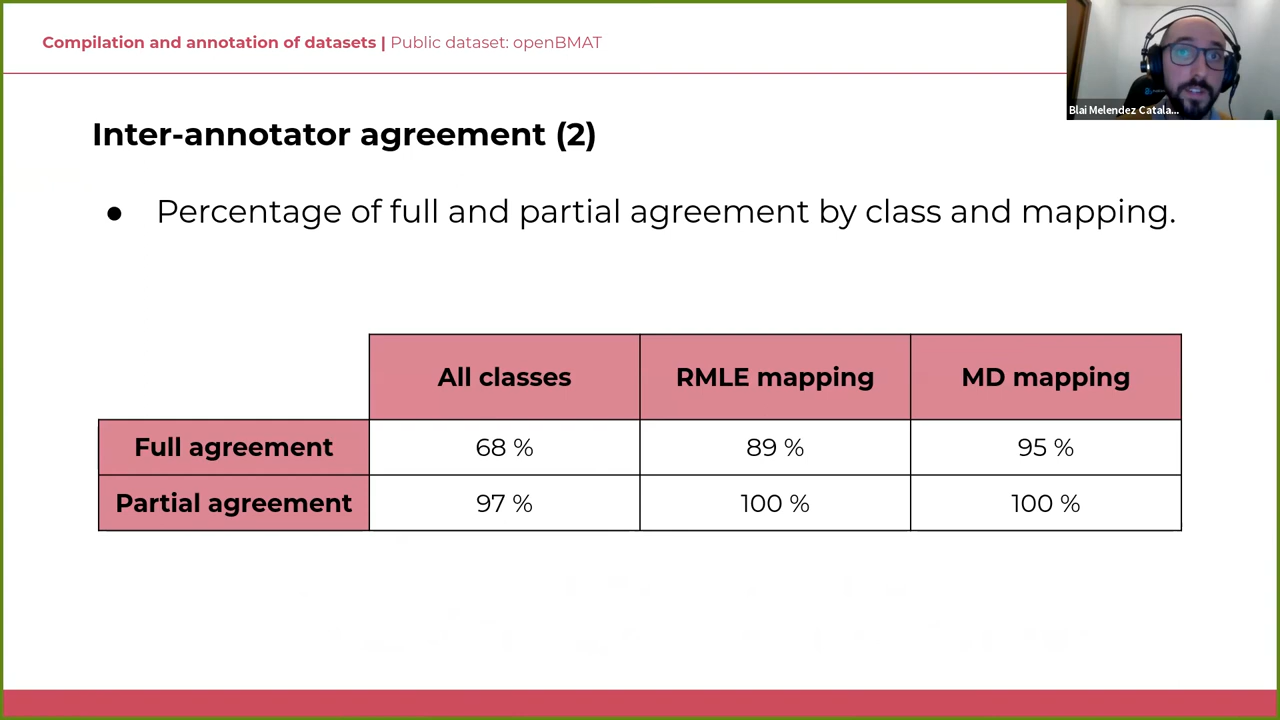 Compilation and annotation of datasets | Public dataset: openBMAT
Blai Melendez Catala...
Inter-annotator agreement (2)
● Percentage of full and partial agreement by class and mapping.
All classes RMLE mapping MD mapping
Full agreement 68 % 89 % 95 %
Partial agreement 97 % 100 % 100 %